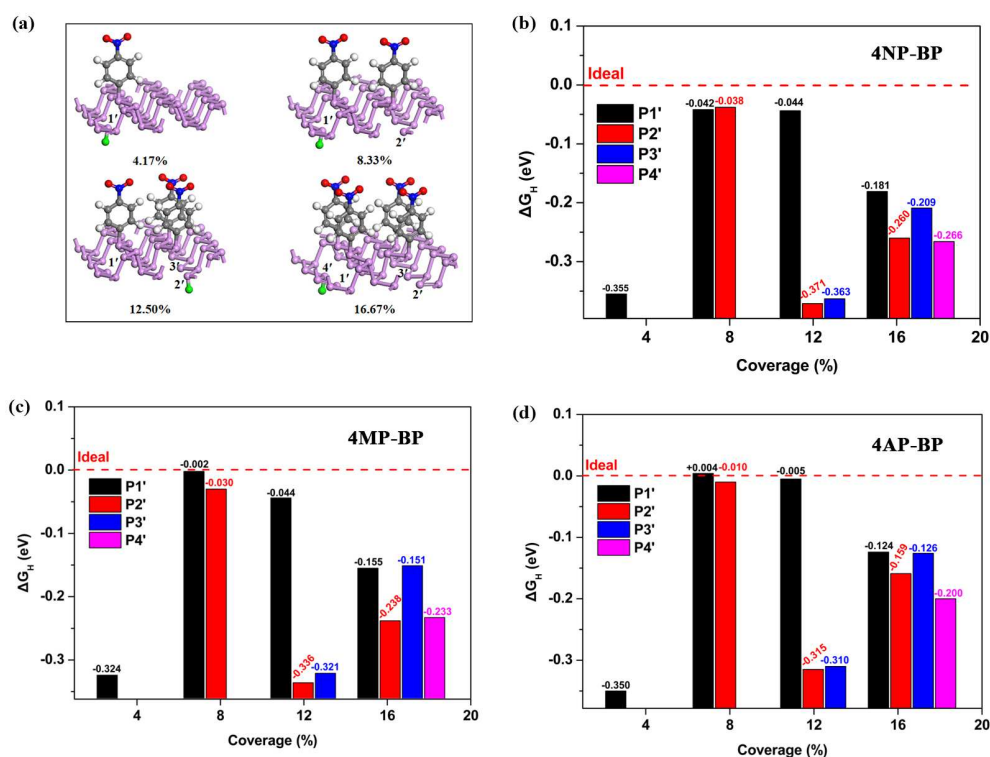 (a)
1′
4.17%
1′
2′
8.33%
1′
3′
2′
12.50%
4′
1′
3′
2′
16.67%
(b)
4NP-BP
Ideal
P1'
P2'
P3'
P4'
-0.355
-0.042
-0.038
-0.044
-0.371
-0.363
-0.181
-0.260
-0.209
-0.266
0.1
0.0
-0.1
-0.2
-0.3
ΔG_H (eV)
4 8 12 16 20
Coverage (%)
(c)
4MP-BP
Ideal
P1'
P2'
P3'
P4'
-0.324
-0.002
-0.030
-0.044
-0.336
-0.321
-0.155
-0.238
-0.151
-0.233
0.1
0.0
-0.1
-0.2
-0.3
ΔG_H (eV)
4 8 12 16 20
Coverage (%)
(d)
4AP-BP
Ideal
P1'
P2'
P3'
P4'
-0.350
+0.004
-0.010
-0.005
-0.315
-0.310
-0.124
-0.159
-0.126
-0.200
0.1
0.0
-0.1
-0.2
-0.3
ΔG_H (eV)
4 8 12 16 20
Coverage (%)